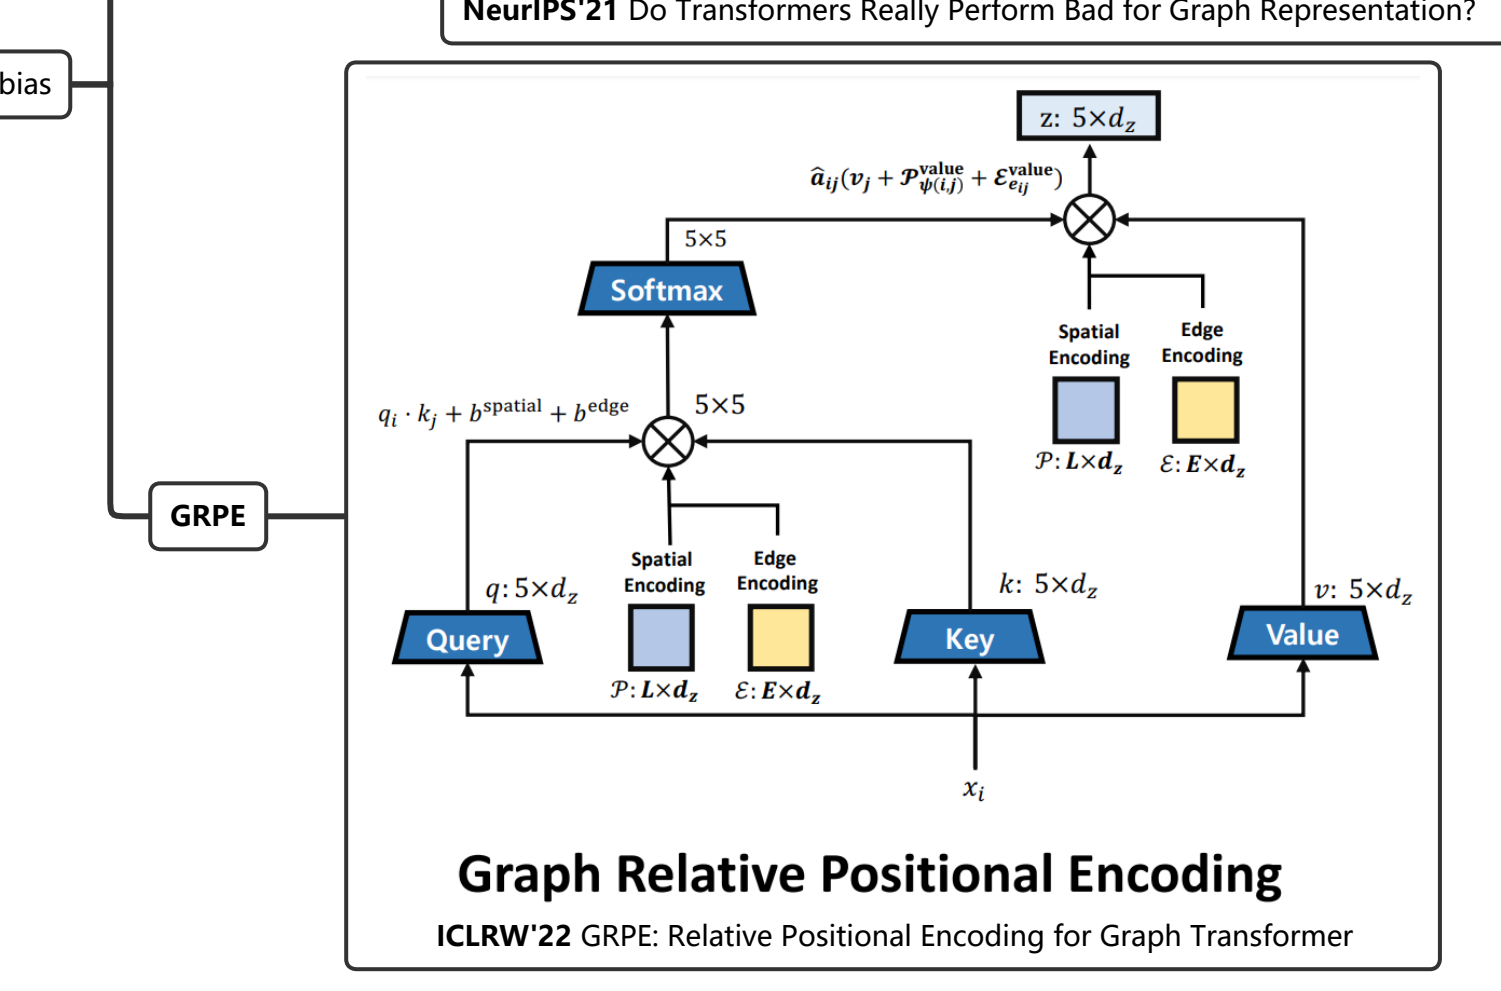 NeurIPS'21 Do Transformers Really Perform Bad for Graph Representation?
bias
GRPE
z: 5×d_z
â_ij(v_j + 𝒫^value_ψ(i,j) + ℰ^value_e_ij)
5×5
Softmax
Spatial
Encoding
Edge
Encoding
𝒫: L×d_z
ℰ: E×d_z
q_i · k_j + b^spatial + b^edge
5×5
Spatial
Encoding
Edge
Encoding
𝒫: L×d_z
ℰ: E×d_z
q: 5×d_z
k: 5×d_z
v: 5×d_z
Query
Key
Value
x_i
Graph Relative Positional Encoding
ICLRW'22 GRPE: Relative Positional Encoding for Graph Transformer